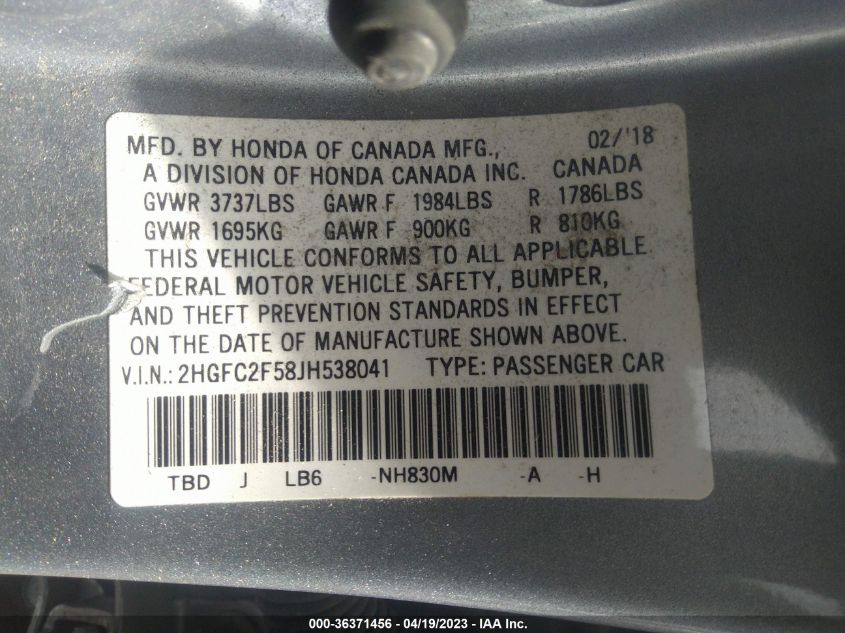 MFD. BY HONDA OF CANADA MFG., 02/'18
A DIVISION OF HONDA CANADA INC. CANADA
GVWR 3737LBS GAWR F 1984LBS R 1786LBS
GVWR 1695KG GAWR F 900KG R 810KG
THIS VEHICLE CONFORMS TO ALL APPLICABLE
FEDERAL MOTOR VEHICLE SAFETY, BUMPER,
AND THEFT PREVENTION STANDARDS IN EFFECT
ON THE DATE OF MANUFACTURE SHOWN ABOVE.
V.I.N.: 2HGFC2F58JH538041 TYPE: PASSENGER CAR
TBD J LB6 -NH830M -A -H
000-36371456 - 04/19/2023 - IAA Inc.